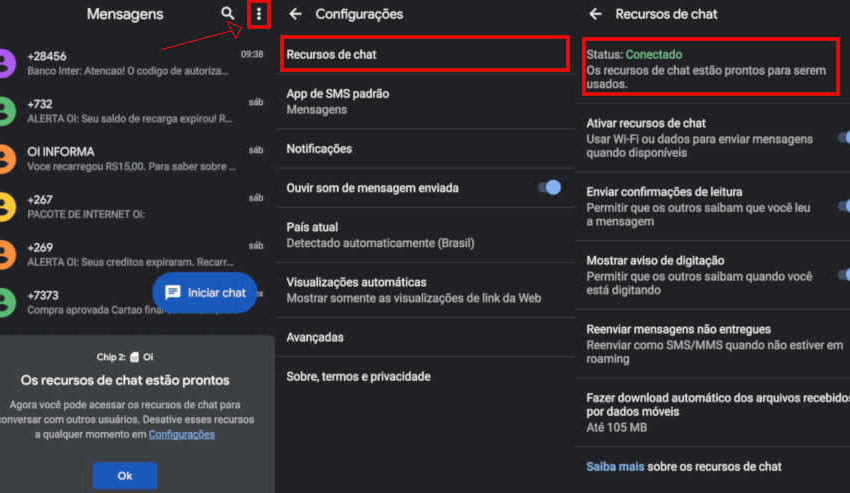 Mensagens
+28456
09:38
Banco Inter: Atencao! O codigo de autoriza...
+732
sáb
ALERTA OI: Seu saldo de recarga expirou! R...
OI INFORMA
sáb
Voce recarregou RS15,00. Para saber sobre ...
+267
sáb
PACOTE DE INTERNET OI:
+269
sáb
ALERTA OI: Seus creditos expiraram. Recarr...
+7373
Compra aprovada Cartao final
Iniciar chat
Chip 2: Oi
Os recursos de chat estão prontos
Agora você pode acessar os recursos de chat para
conversar com outros usuários. Desative esses recursos
a qualquer momento em Configurações
Ok
Configurações
Recursos de chat
App de SMS padrão
Mensagens
Notificações
Ouvir som de mensagem enviada
País atual
Detectado automaticamente (Brasil)
Visualizações automáticas
Mostrar somente as visualizações de link da Web
Avançadas
Sobre, termos e privacidade
Recursos de chat
Status: Conectado
Os recursos de chat estão prontos para serem
usados.
Ativar recursos de chat
Usar Wi-Fi ou dados para enviar mensagens
quando disponíveis
Enviar confirmações de leitura
Permitir que os outros saibam que você leu
a mensagem
Mostrar aviso de digitação
Permitir que os outros saibam quando você
está digitando
Reenviar mensagens não entregues
Reenviar como SMS/MMS quando não estiver em
roaming
Fazer download automático dos arquivos recebidos
por dados móveis
Até 105 MB
Saiba mais sobre os recursos de chat